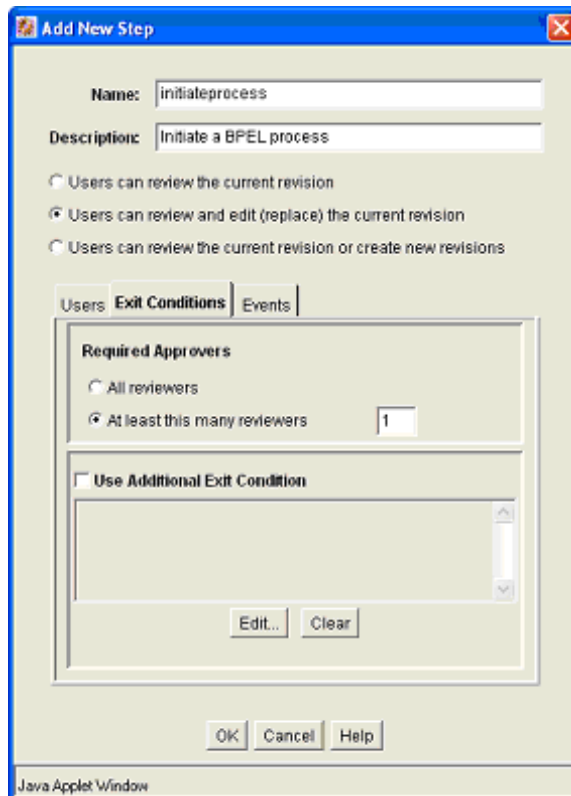 Add New Step
Name: initiateprocess
Description: Initiate a BPEL process
Users can review the current revision
Users can review and edit (replace) the current revision
Users can review the current revision or create new revisions
Users Exit Conditions Events
Required Approvers
All reviewers
At least this many reviewers 1
Use Additional Exit Condition
Edit... Clear
OK Cancel Help
Java Applet Window